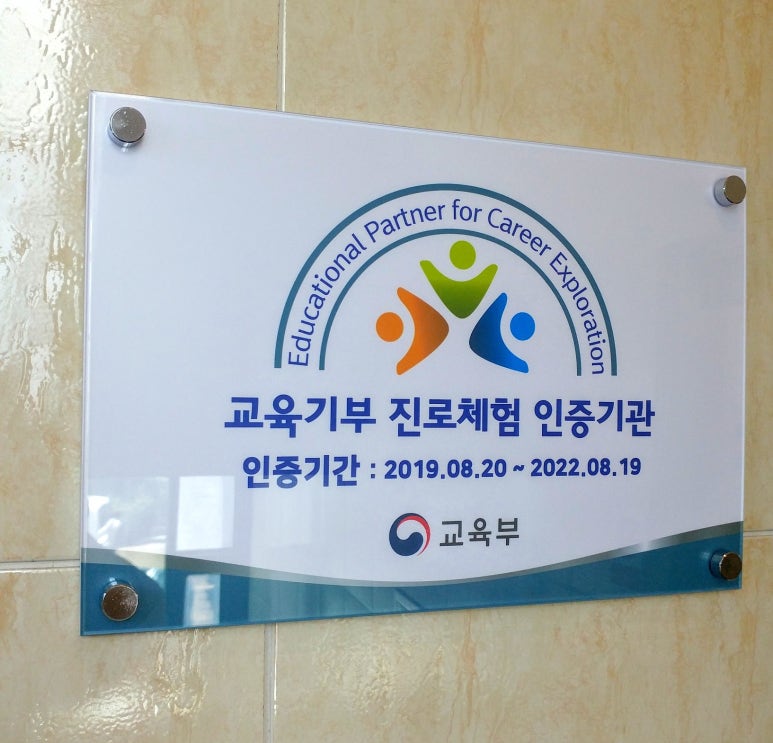 Educational Partner for Career Exploration
교육기부 진로체험 인증기관
인증기간 : 2019.08.20 ~ 2022.08.19
교육부